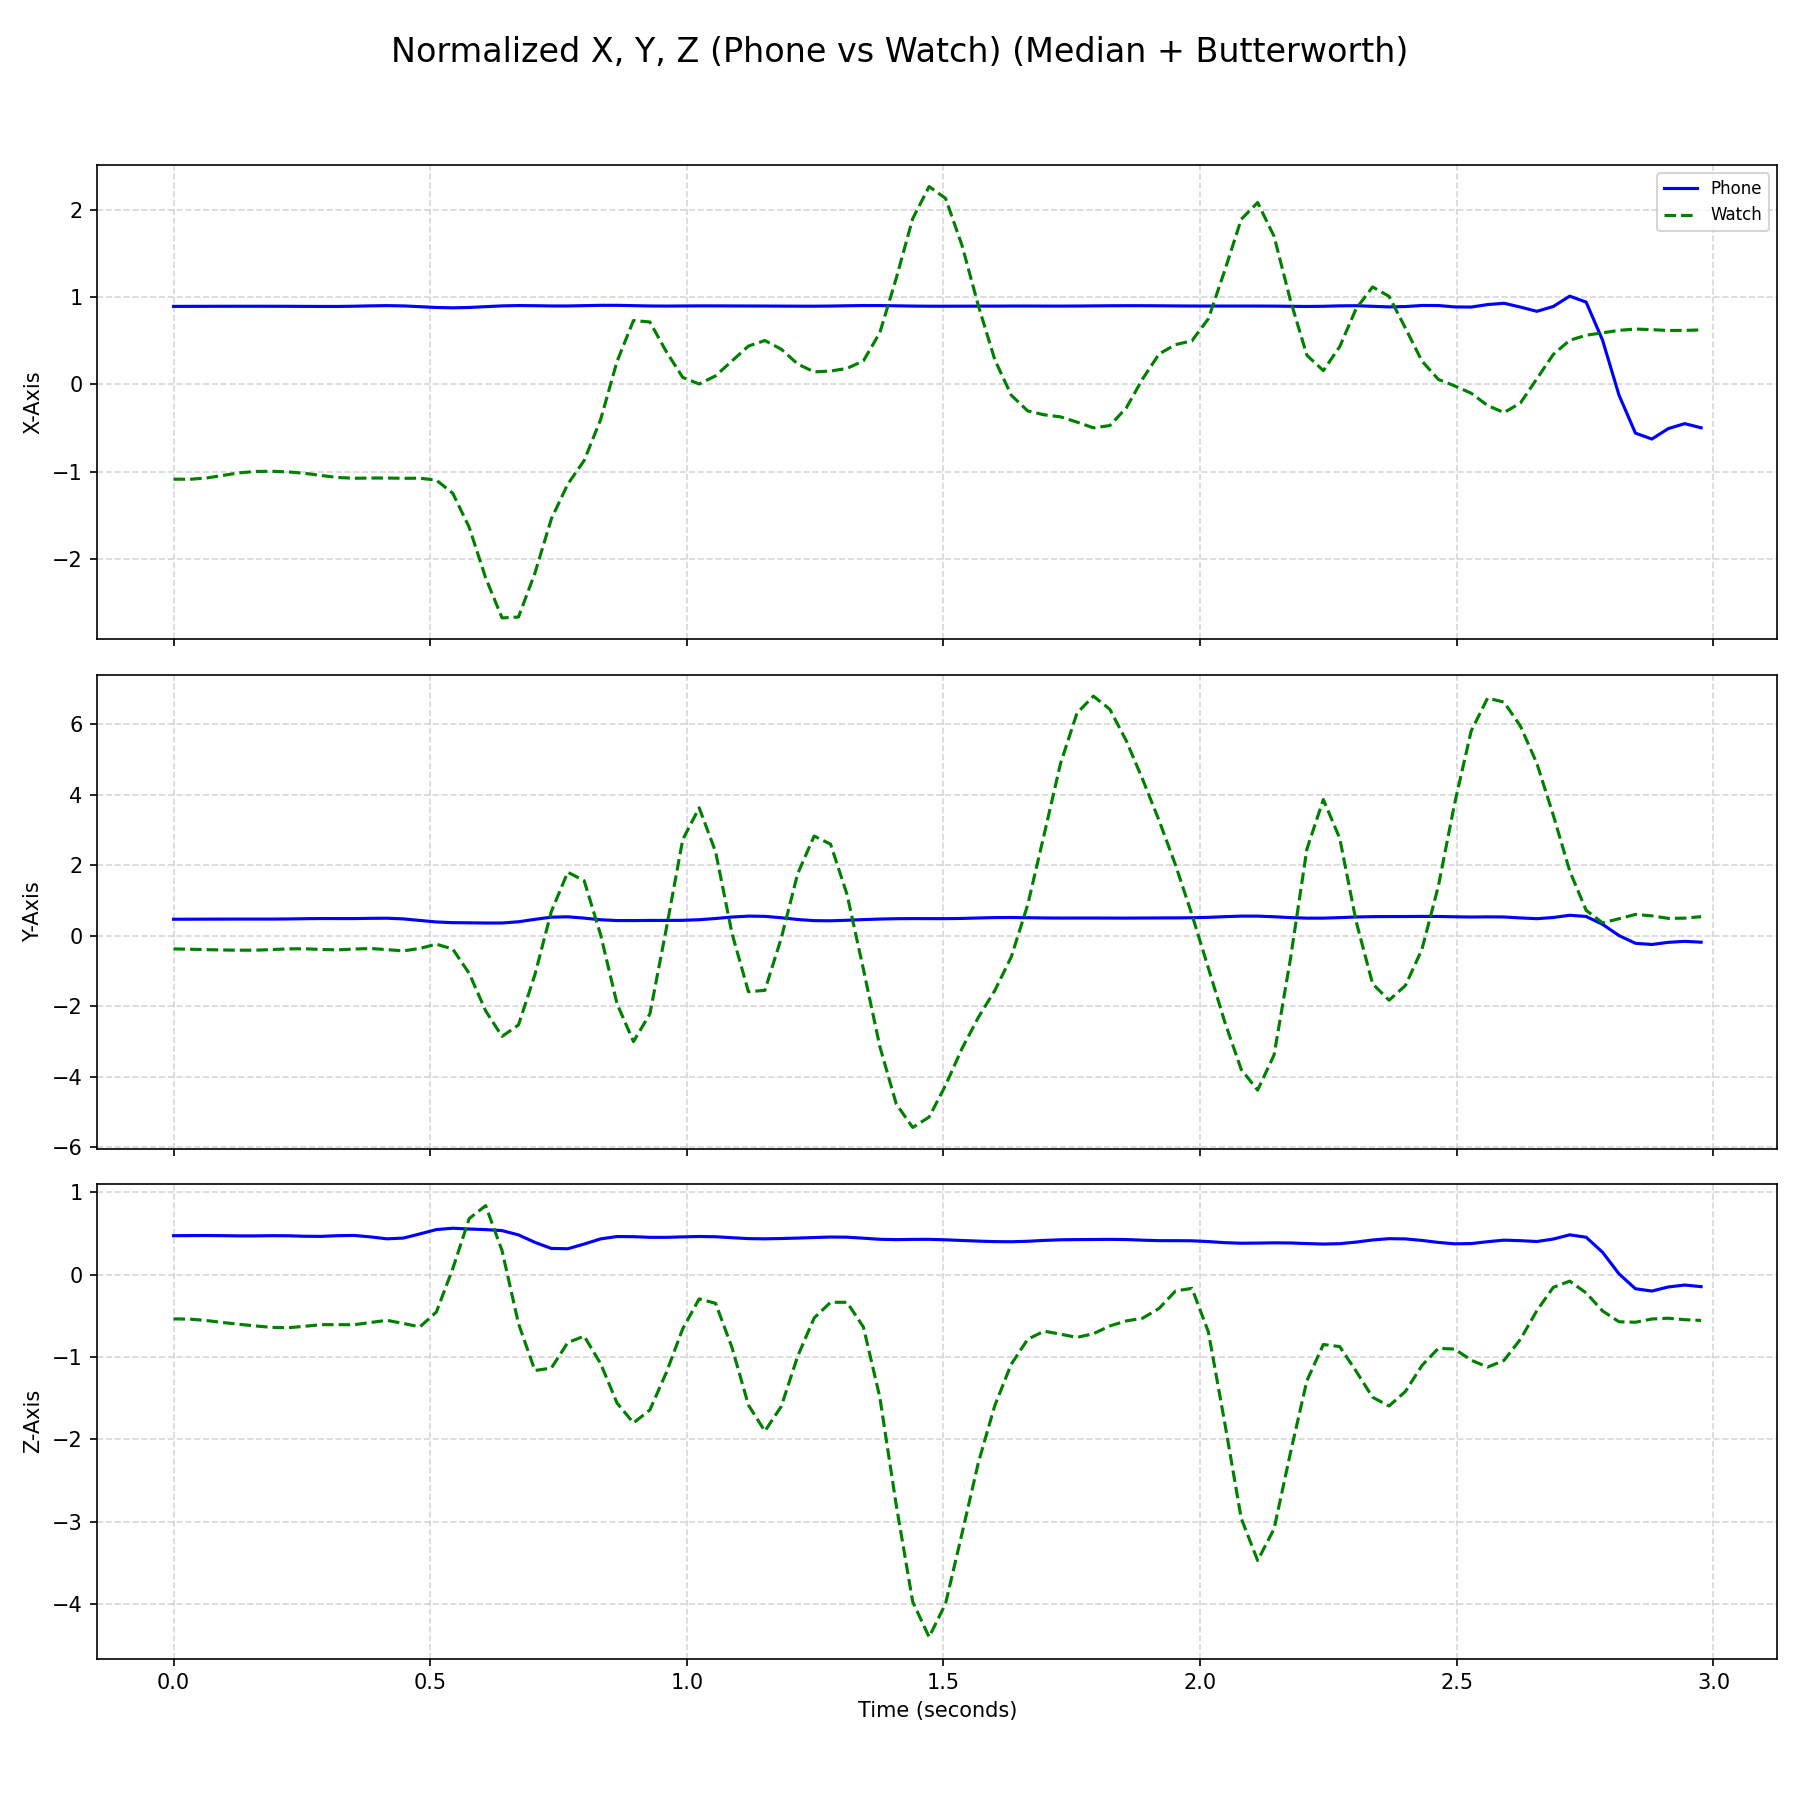 Normalized X, Y, Z (Phone vs Watch) (Median + Butterworth)
Phone
Watch
X-Axis
2
1
0
−1
−2
Y-Axis
6
4
2
0
−2
−4
−6
Z-Axis
1
0
−1
−2
−3
−4
0.0 0.5 1.0 1.5 2.0 2.5 3.0
Time (seconds)